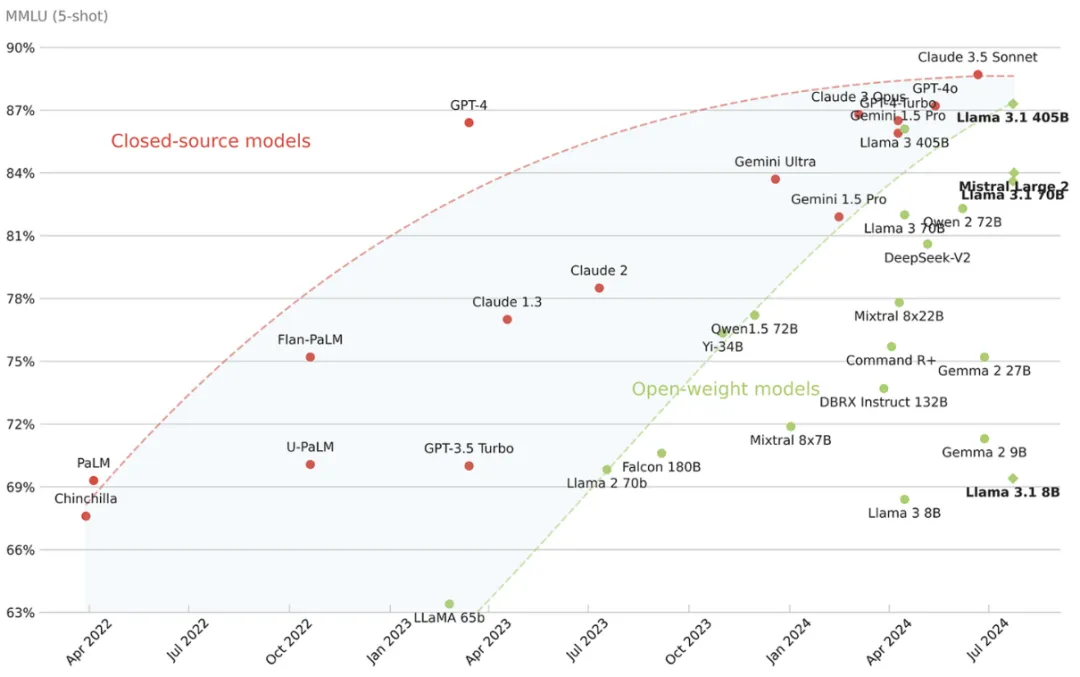 MMLU (5-shot)
90%
Claude 3.5 Sonnet
GPT-4o
Claude 3 Opus
GPT-4
87%
GPT-4-Turbo
Gemini 1.5 Pro
Llama 3.1 405B
Closed-source models
Llama 3 405B
84%
Gemini Ultra
Mistral Large 2
Llama 3.1 70B
Gemini 1.5 Pro
Llama 3 70B
Qwen 2 72B
81%
DeepSeek-V2
Claude 2
78%
Claude 1.3
Mixtral 8x22B
Flan-PaLM
Qwen1.5 72B
Yi-34B
75%
Command R+
Gemma 2 27B
Open-weight models
DBRX Instruct 132B
72%
Mixtral 8x7B
U-PaLM
GPT-3.5 Turbo
Gemma 2 9B
PaLM
Falcon 180B
69%
Llama 2 70b
Chinchilla
Llama 3.1 8B
Llama 3 8B
66%
63%
LLaMA 65b
Apr 2022
Jul 2022
Oct 2022
Jan 2023
Apr 2023
Jul 2023
Oct 2023
Jan 2024
Apr 2024
Jul 2024